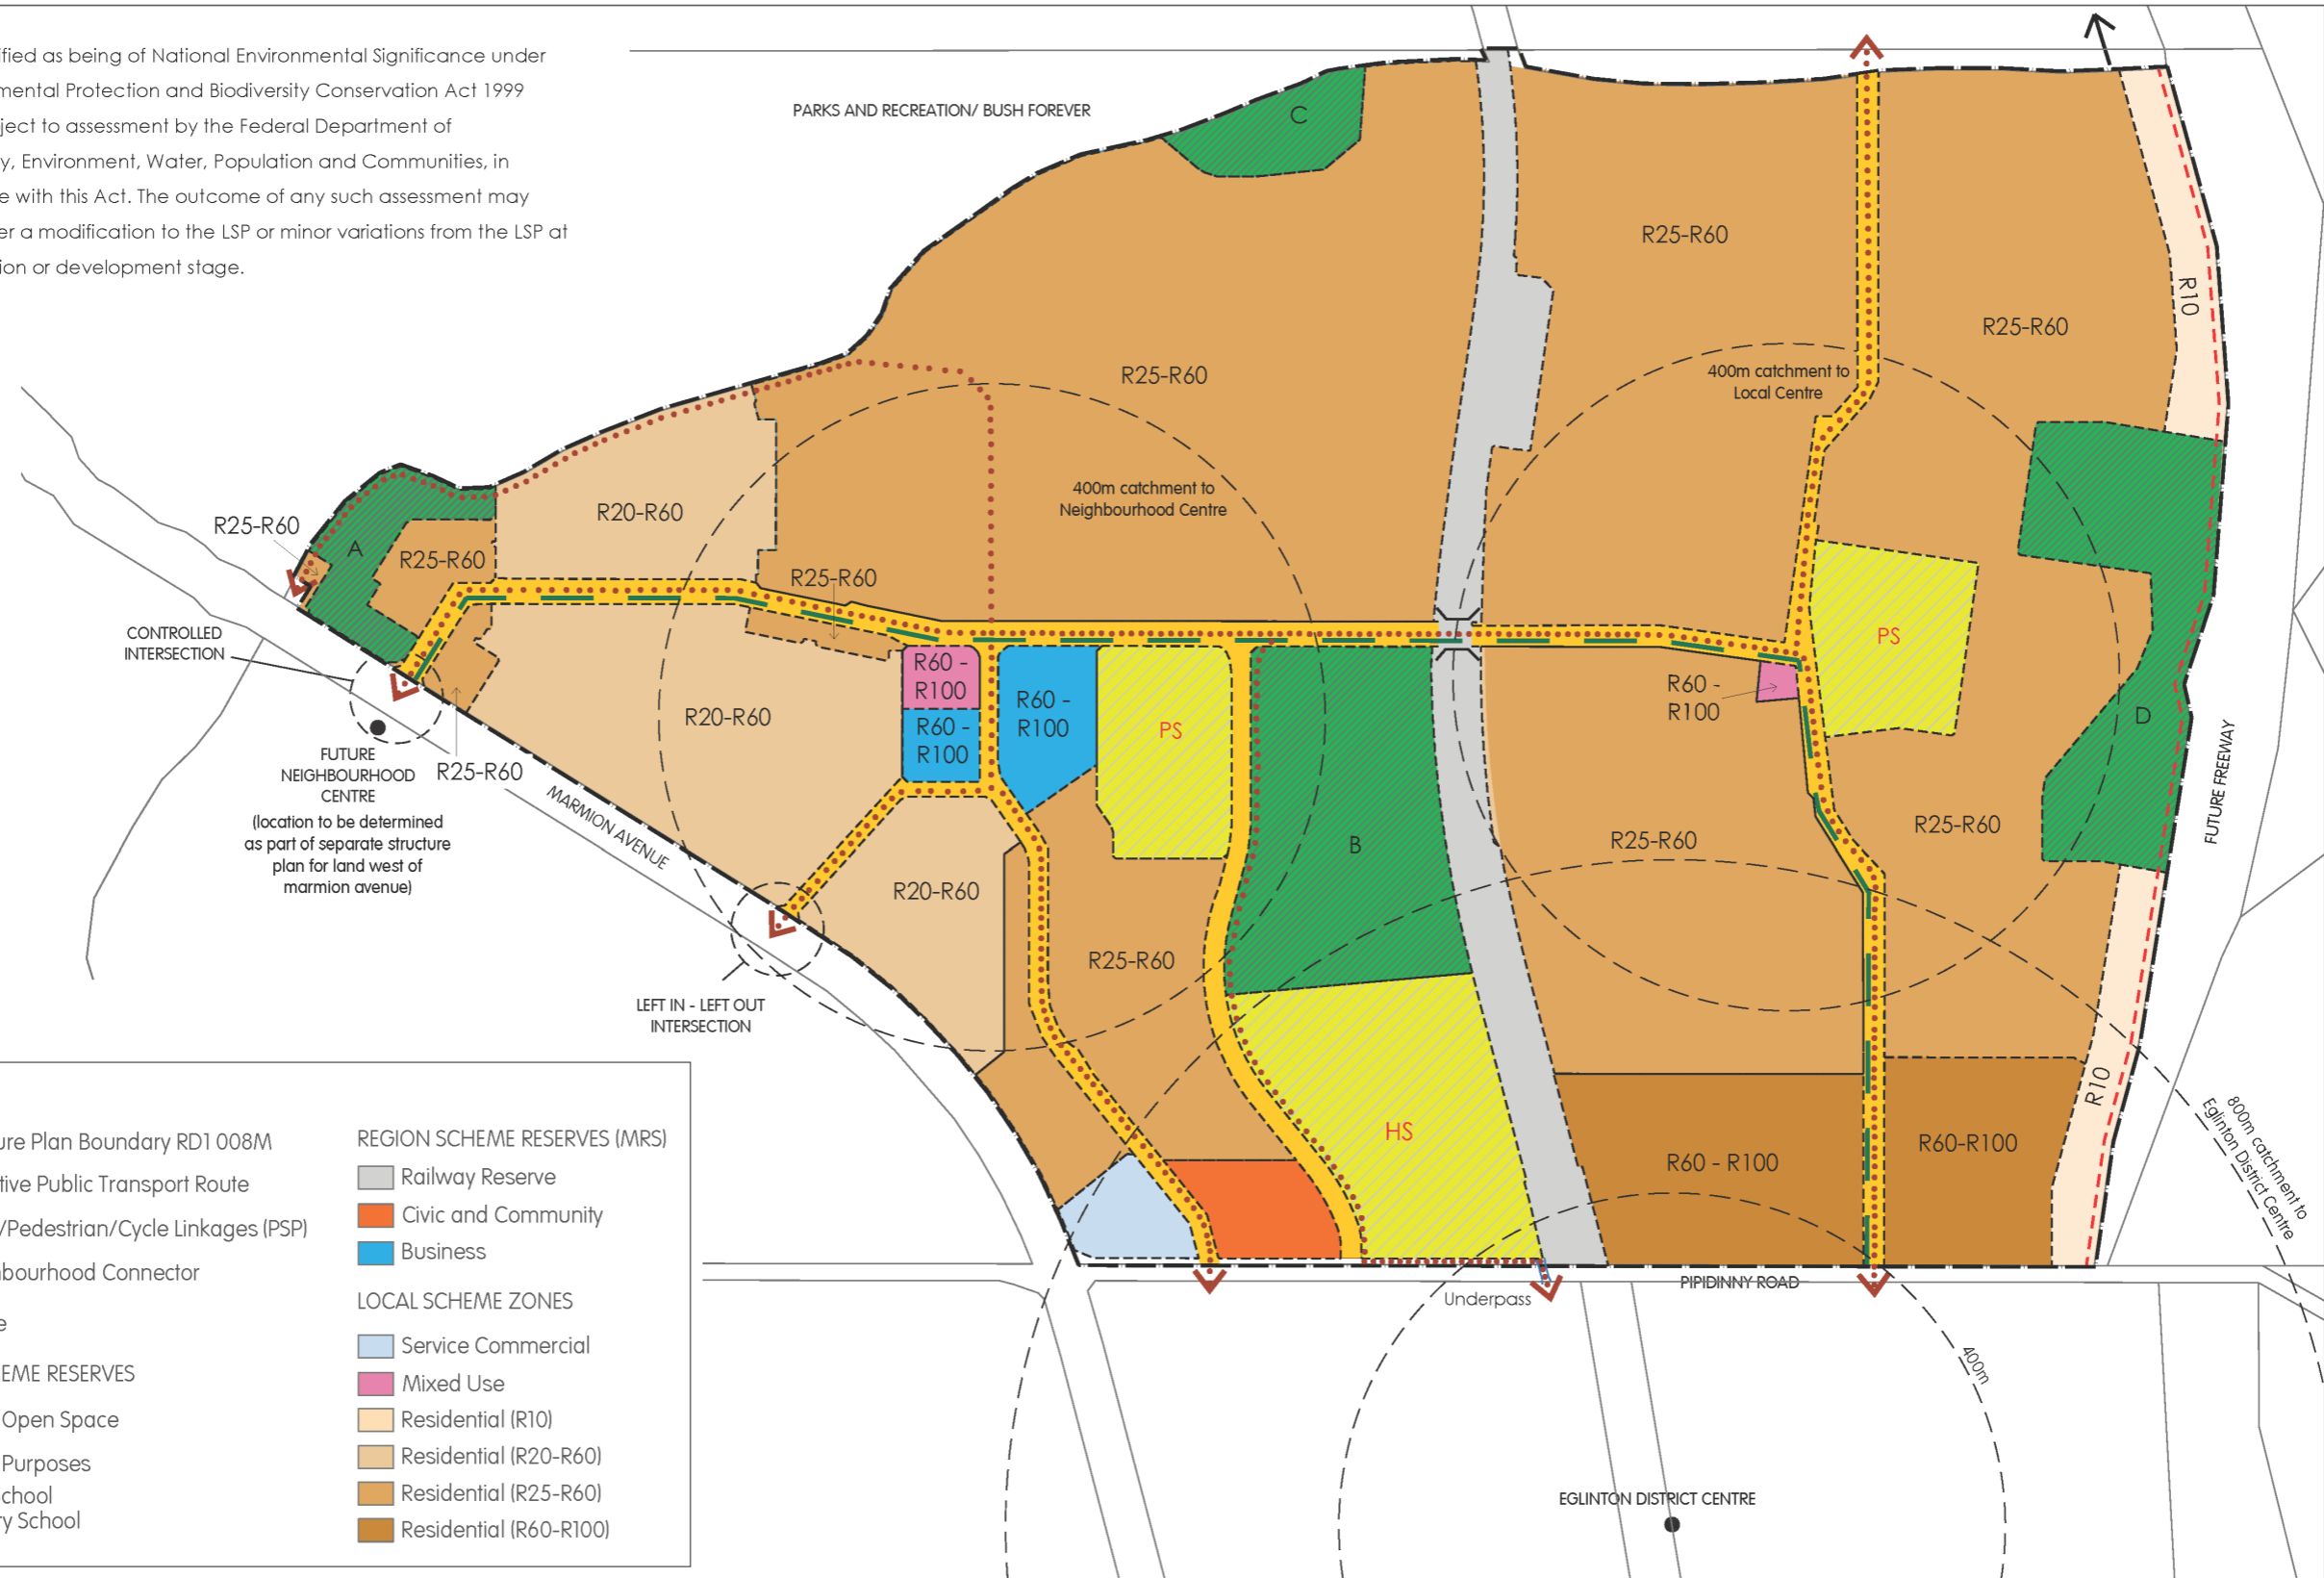 ified as being of National Environmental Significance under
mental Protection and Biodiversity Conservation Act 1999
ject to assessment by the Federal Department of
y, Environment, Water, Population and Communities, in
e with this Act. The outcome of any such assessment may
er a modification to the LSP or minor variations from the LSP at
ion or development stage.
PARKS AND RECREATION/ BUSH FOREVER
C
R25-R60
R10
R25-R60
R25-R60
400m catchment to
Local Centre
400m catchment to
Neighbourhood Centre
R20-R60
R25-R60
A
R25-R60
R25-R60
CONTROLLED
INTERSECTION
PS
R60 -
R100
R60 -
R100
R60 -
R100
R60 -
R100
PS
R20-R60
D
FUTURE FREEWAY
FUTURE
NEIGHBOURHOOD
CENTRE
(location to be determined
as part of separate structure
plan for land west of
marmion avenue)
R25-R60
MARMION AVENUE
B
R25-R60
R25-R60
R20-R60
R25-R60
LEFT IN - LEFT OUT
INTERSECTION
R10
HS
R60 - R100
R60-R100
800m catchment to
Eglinton District Centre
PIPIDINNY ROAD
Underpass
400m
EGLINTON DISTRICT CENTRE
ure Plan Boundary RD1 008M
tive Public Transport Route
/Pedestrian/Cycle Linkages (PSP)
nbourhood Connector
e
EME RESERVES
Open Space
Purposes
chool
ry School
REGION SCHEME RESERVES (MRS)
Railway Reserve
Civic and Community
Business
LOCAL SCHEME ZONES
Service Commercial
Mixed Use
Residential (R10)
Residential (R20-R60)
Residential (R25-R60)
Residential (R60-R100)